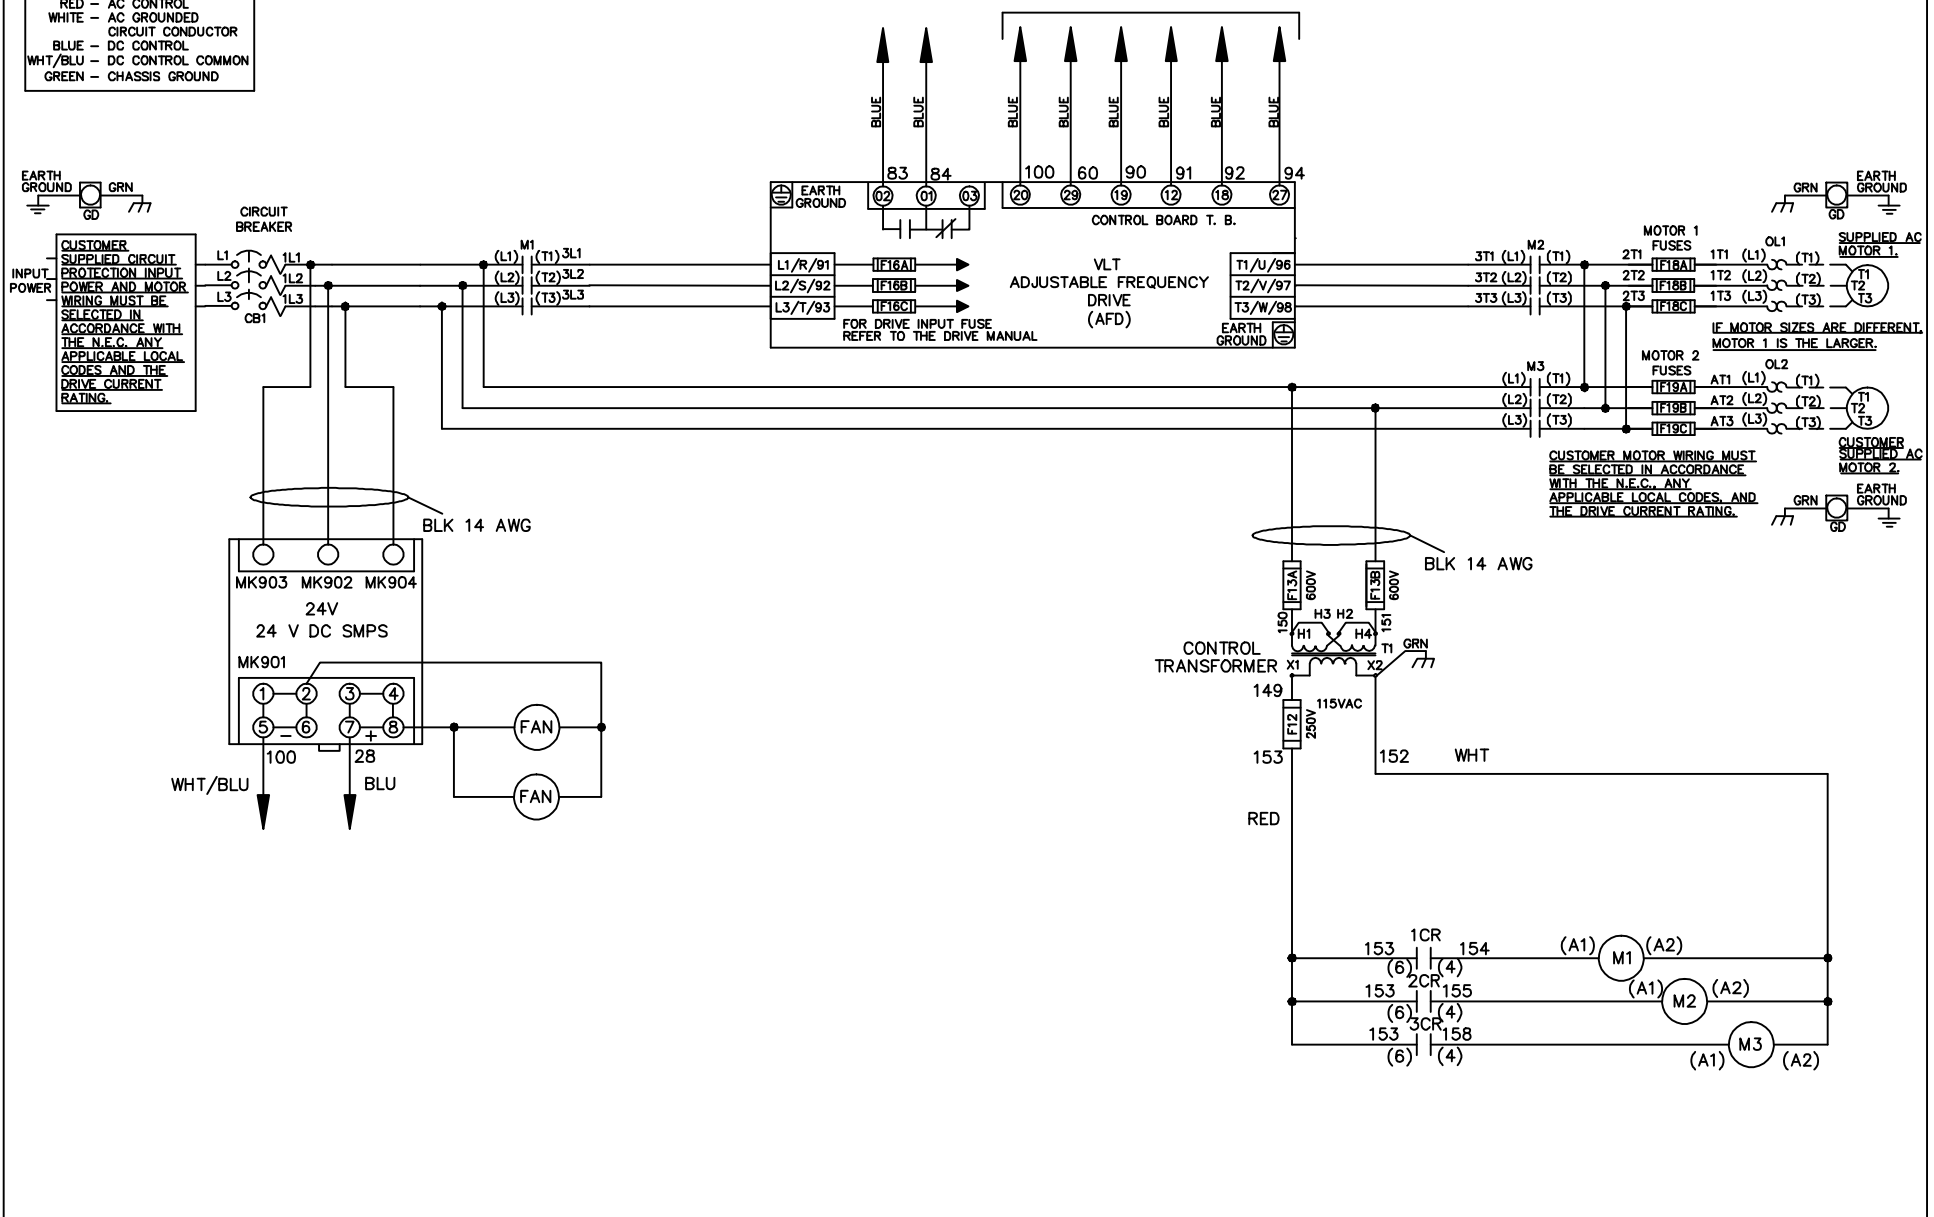 RED – AC CONTROL
WHITE – AC GROUNDED
CIRCUIT CONDUCTOR
BLUE – DC CONTROL
WHT/BLU – DC CONTROL COMMON
GREEN – CHASSIS GROUND
BLUE
BLUE
BLUE
BLUE
BLUE
BLUE
BLUE
BLUE
83
84
100
60
90
91
92
94
EARTH
GROUND
02
01
03
20
29
19
12
18
27
CONTROL BOARD T. B.
EARTH
GROUND
GRN
GD
CIRCUIT
BREAKER
INPUT
POWER
CUSTOMER
SUPPLIED CIRCUIT
PROTECTION INPUT
POWER AND MOTOR
WIRING MUST BE
SELECTED IN
ACCORDANCE WITH
THE N.E.C. ANY
APPLICABLE LOCAL
CODES AND THE
DRIVE CURRENT
RATING.
L1
1L1
L2
1L2
L3
1L3
CB1
M1
(L1) (T1) 3L1
(L2) (T2) 3L2
(L3) (T3) 3L3
L1/R/91
F16A
L2/S/92
F16B
L3/T/93
F16C
FOR DRIVE INPUT FUSE
REFER TO THE DRIVE MANUAL
VLT
ADJUSTABLE FREQUENCY
DRIVE
(AFD)
T1/U/96
T2/V/97
T3/W/98
EARTH
GROUND
M2
3T1 (L1) (T1)
3T2 (L2) (T2)
3T3 (L3) (T3)
MOTOR 1
FUSES
2T1 F18A 1T1 (L1) (T1)
2T2 F18B 1T2 (L2) (T2)
2T3 F18C 1T3 (L3) (T3)
OL1
GRN
EARTH
GROUND
GD
SUPPLIED AC
MOTOR 1.
T1
T2
T3
IF MOTOR SIZES ARE DIFFERENT,
MOTOR 1 IS THE LARGER.
M3
(L1) (T1)
(L2) (T2)
(L3) (T3)
MOTOR 2
FUSES
F19A AT1 (L1) (T1)
F19B AT2 (L2) (T2)
F19C AT3 (L3) (T3)
OL2
T1
T2
T3
CUSTOMER
SUPPLIED AC
MOTOR 2.
CUSTOMER MOTOR WIRING MUST
BE SELECTED IN ACCORDANCE
WITH THE N.E.C., ANY
APPLICABLE LOCAL CODES, AND
THE DRIVE CURRENT RATING.
GRN
EARTH
GROUND
GD
BLK 14 AWG
MK903 MK902 MK904
24V
24 V DC SMPS
MK901
1
2
3
4
5
–
6
7
+
8
100
28
WHT/BLU
BLU
FAN
FAN
BLK 14 AWG
F13A
600V
F13B
600V
150
151
H3 H2
H1
H4
T1
GRN
CONTROL
TRANSFORMER
X1
X2
149
115VAC
F12
250V
153
152
WHT
RED
1CR
153
154
(6)
(4)
(A1)
M1
(A2)
2CR
153
155
(6)
(4)
(A1)
M2
(A2)
3CR
153
158
(6)
(4)
(A1)
M3
(A2)